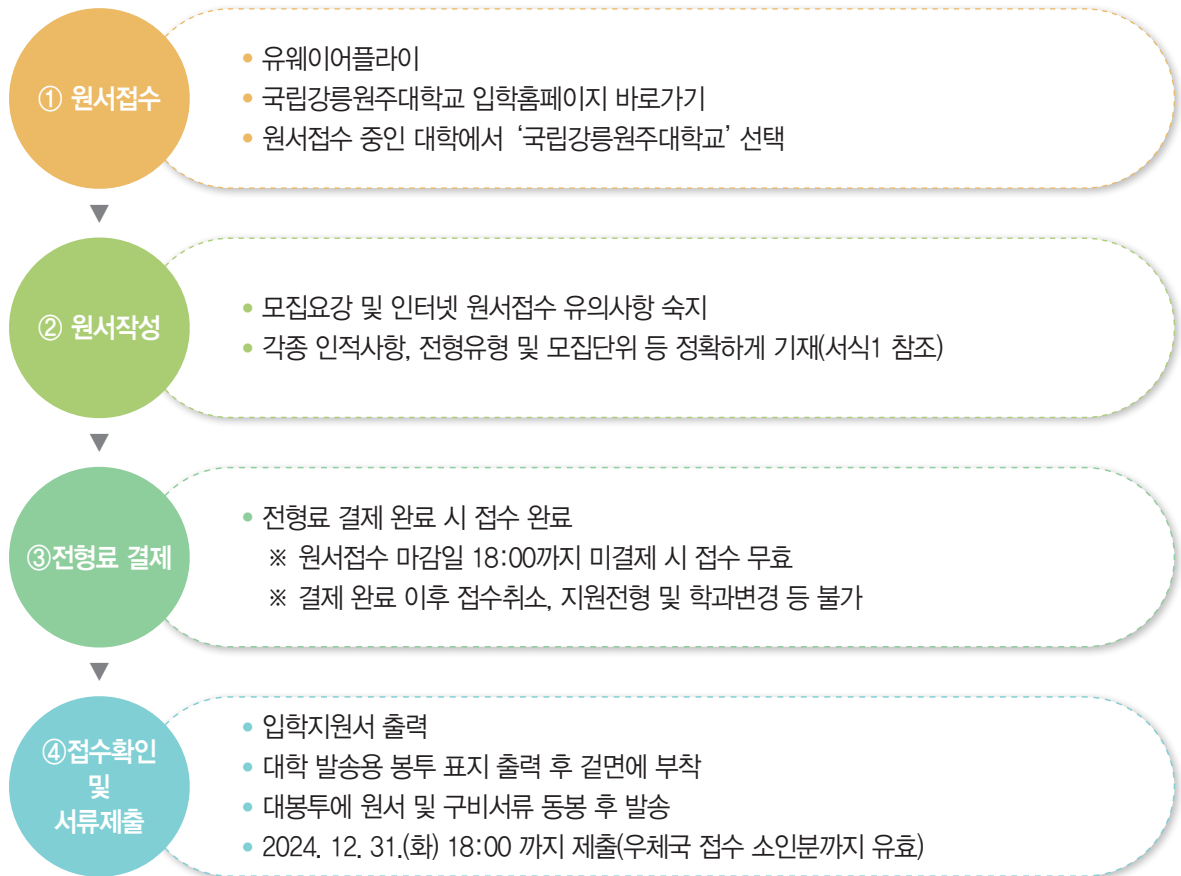 ① 원서접수
• 유웨이어플라이
• 국립강릉원주대학교 입학홈페이지 바로가기
• 원서접수 중인 대학에서 ‘국립강릉원주대학교’ 선택
▼
② 원서작성
• 모집요강 및 인터넷 원서접수 유의사항 숙지
• 각종 인적사항, 전형유형 및 모집단위 등 정확하게 기재(서식1 참조)
▼
③전형료 결제
• 전형료 결제 완료 시 접수 완료
※ 원서접수 마감일 18:00까지 미결제 시 접수 무효
※ 결제 완료 이후 접수취소, 지원전형 및 학과변경 등 불가
▼
④접수확인
및
서류제출
• 입학지원서 출력
• 대학 발송용 봉투 표지 출력 후 겉면에 부착
• 대봉투에 원서 및 구비서류 동봉 후 발송
• 2024. 12. 31.(화) 18:00 까지 제출(우체국 접수 소인분까지 유효)